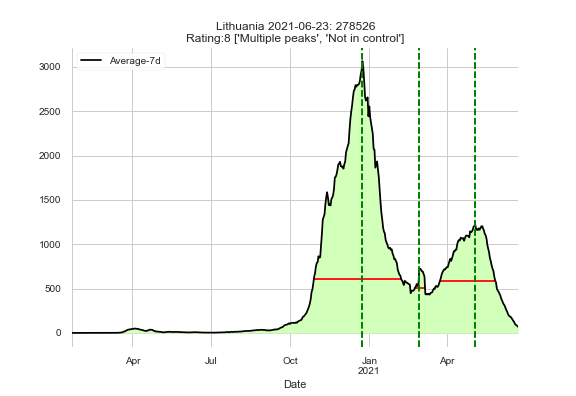 Lithuania 2021-06-23: 278526
Rating:8 ['Multiple peaks', 'Not in control']
Average-7d
3000
2500
2000
1500
1000
500
0
Apr
Jul
Oct
Jan
2021
Apr
Date